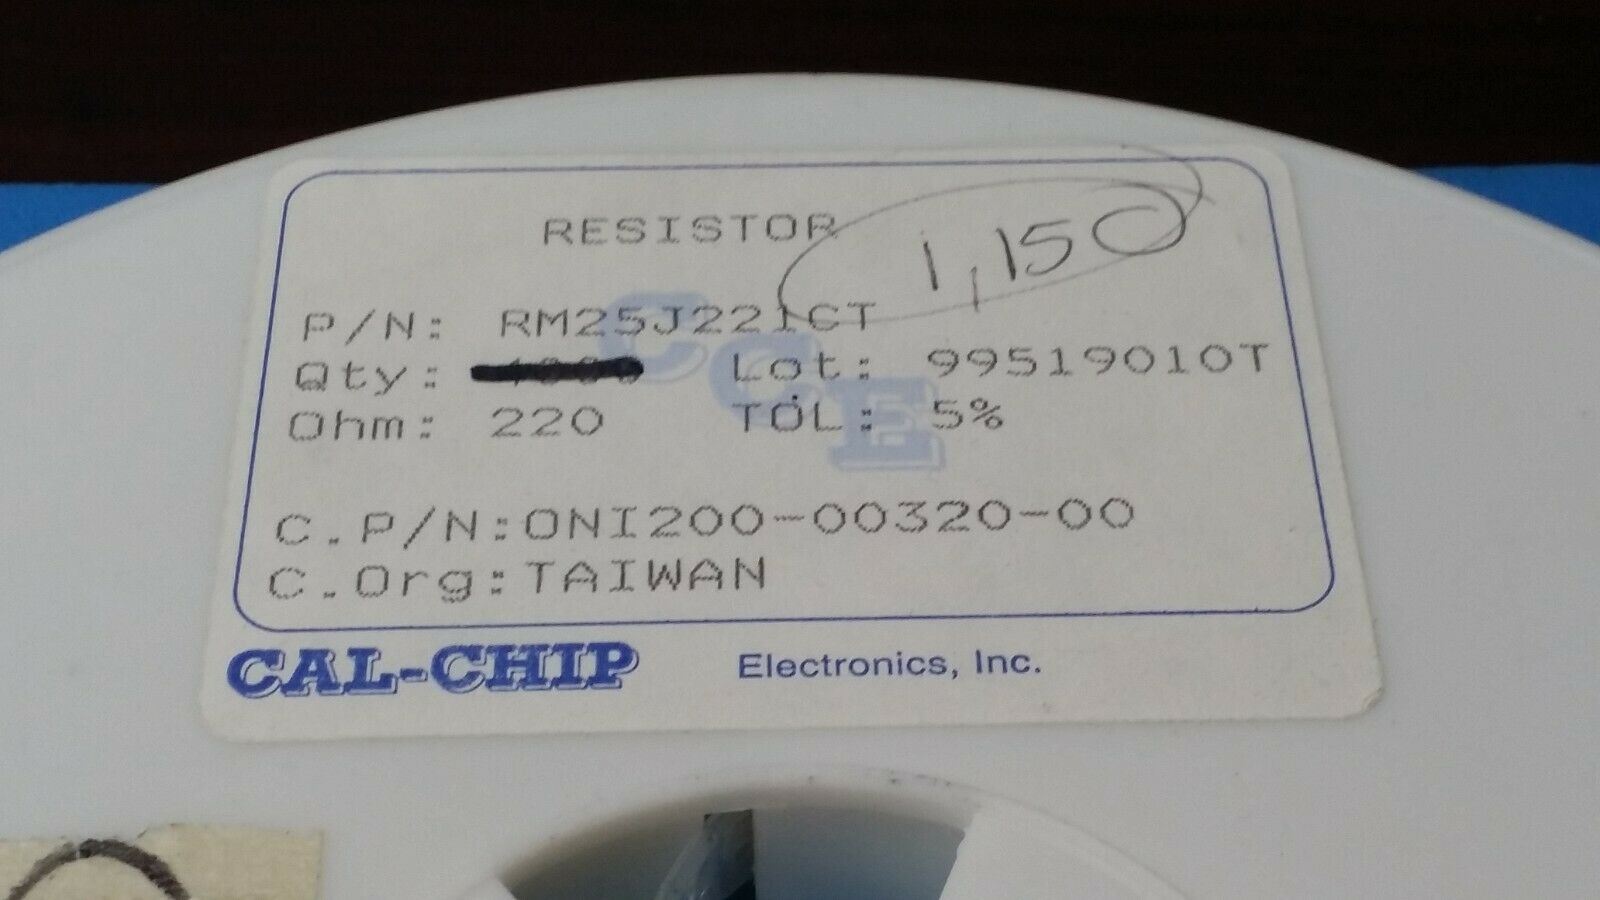 RESISTOR
1,150
P/N: RM25J221CT
Qty: Lot: 99519010T
Ohm: 220 TOL: 5%
CCE
C.P/N:ONI200-00320-00
C.Org:TAIWAN
CAL-CHIP Electronics, Inc.